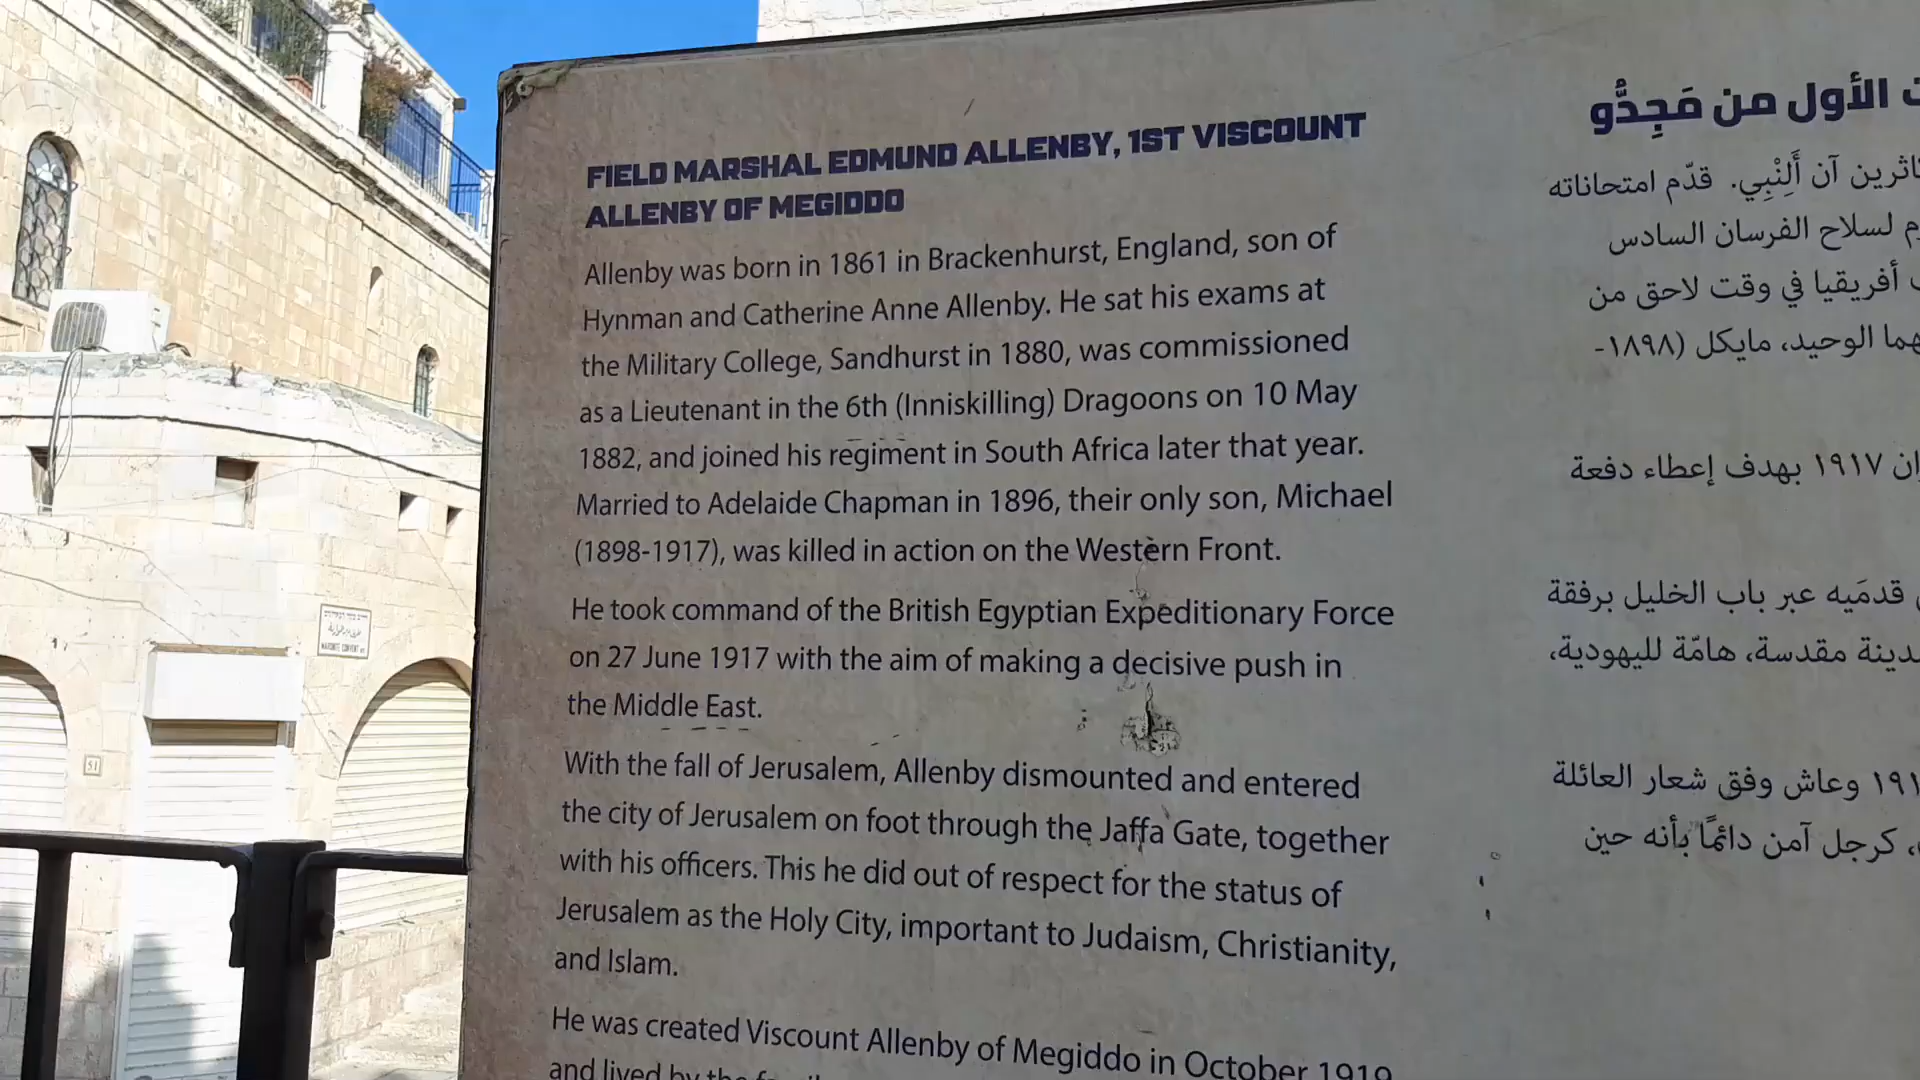 FIELD MARSHAL EDMUND ALLENBY, 1ST VISCOUNT
ALLENBY OF MEGIDDO
Allenby was born in 1861 in Brackenhurst, England, son of
Hynman and Catherine Anne Allenby. He sat his exams at
the Military College, Sandhurst in 1880, was commissioned
as a Lieutenant in the 6th (Inniskilling) Dragoons on 10 May
1882, and joined his regiment in South Africa later that year.
Married to Adelaide Chapman in 1896, their only son, Michael
(1898-1917), was killed in action on the Western Front.
He took command of the British Egyptian Expeditionary Force
on 27 June 1917 with the aim of making a decisive push in
the Middle East.
With the fall of Jerusalem, Allenby dismounted and entered
the city of Jerusalem on foot through the Jaffa Gate, together
with his officers. This he did out of respect for the status of
Jerusalem as the Holy City, important to Judaism, Christianity,
and Islam.
He was created Viscount Allenby of Megiddo in October 1919
and lived by the
الأول من مَجِدُّو
آن أَلِنْبِي. قدّم امتحاناته
لسلاح الفرسان السادس
أفريقيا في وقت لاحق من
الوحيد، مايكل (١٨٩٨-
١٩١٧ بهدف إعطاء دفعة
قدمَيه عبر باب الخليل برفقة
مقدسة، هامّة لليهودية،
وعاش وفق شعار العائلة
كرجل آمن دائمًا بأنه حين
MARONITE CONVENT
51